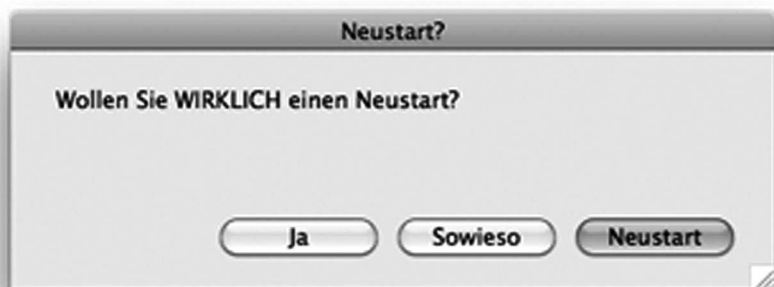 Neustart?
Wollen Sie WIRKLICH einen Neustart?
Ja Sowieso Neustart